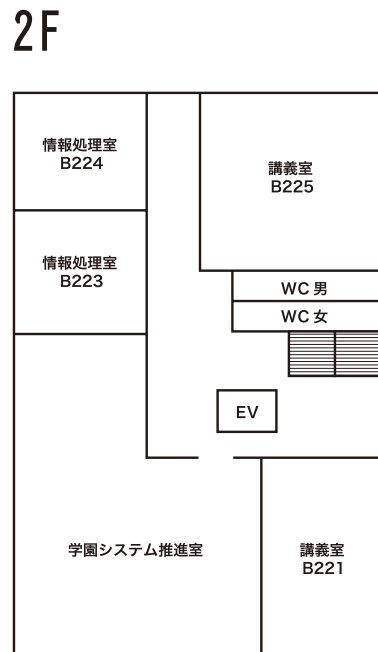 2F
情報処理室
B224
講義室
B225
情報処理室
B223
WC 男
WC 女
EV
学園システム推進室
講義室
B221